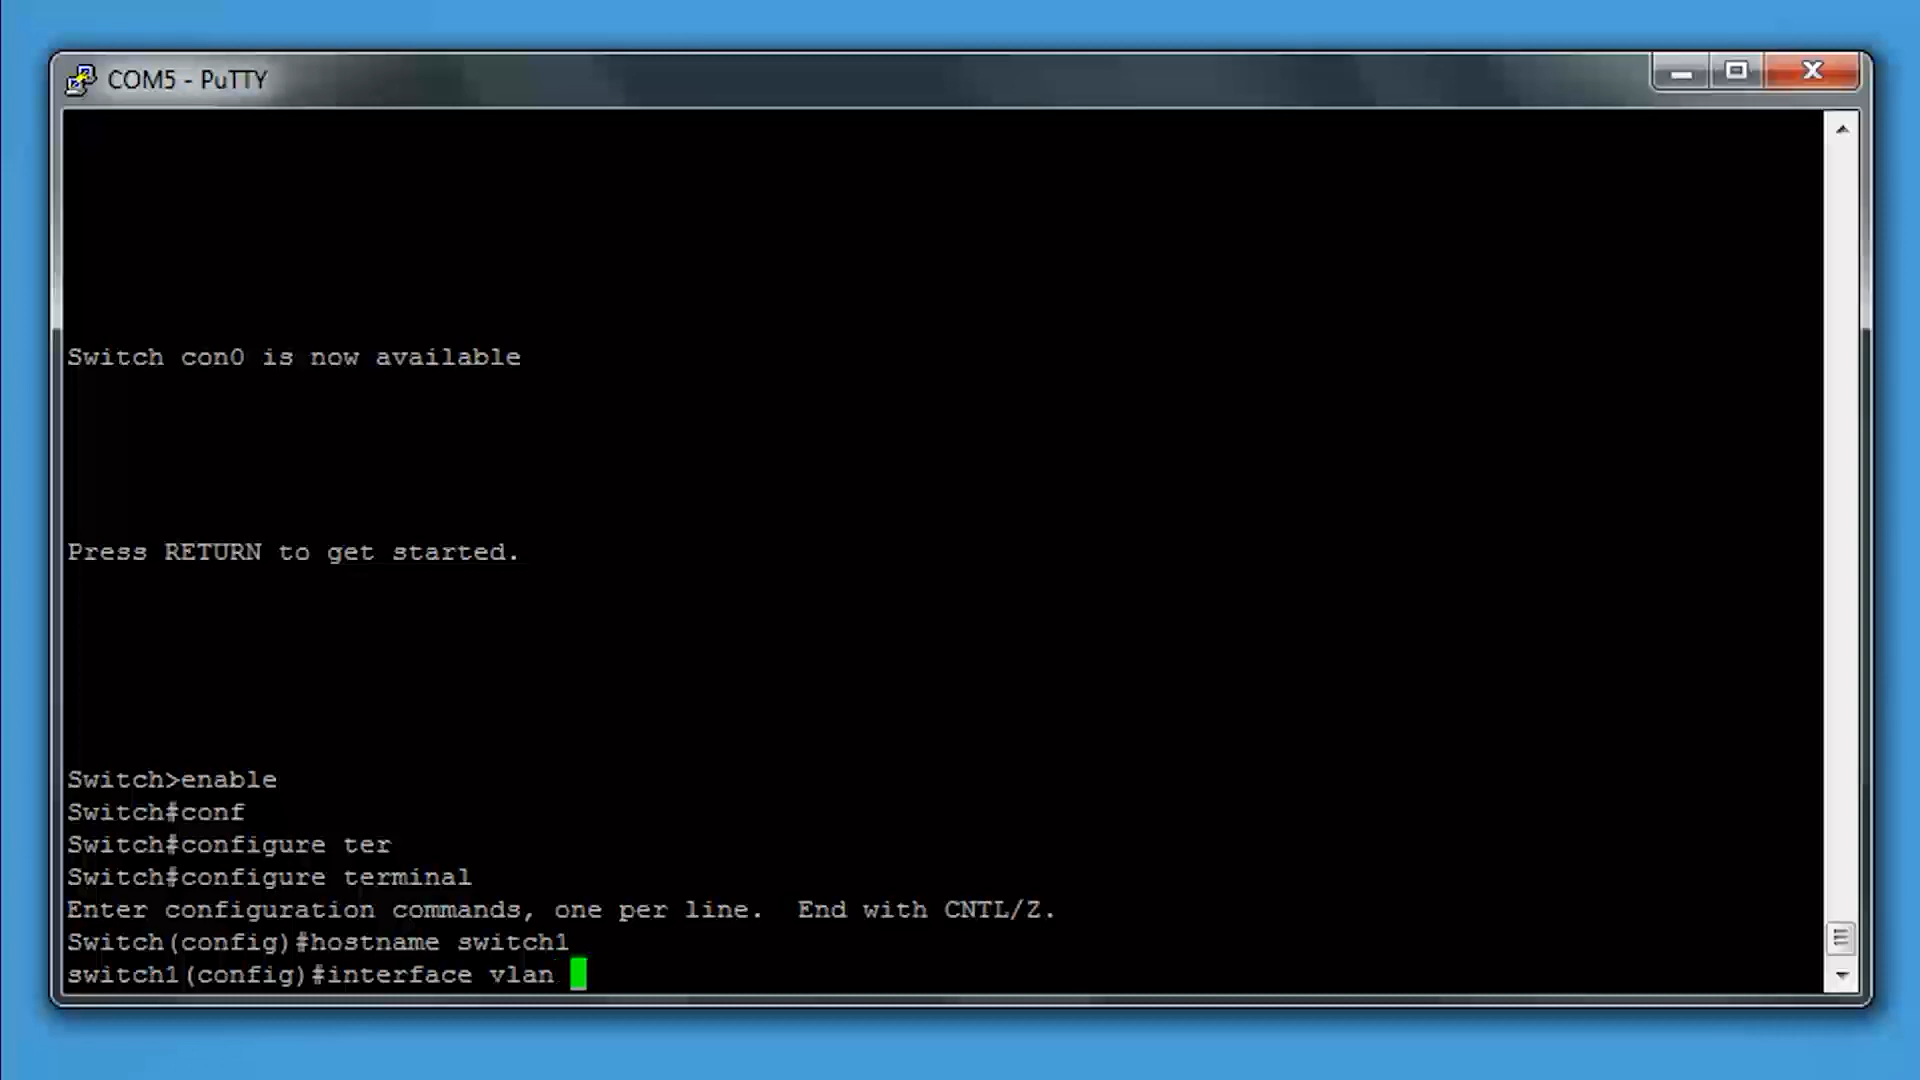 COM5 - PuTTY
Switch con0 is now available
Press RETURN to get started.
Switch>enable
Switch#conf
Switch#configure ter
Switch#configure terminal
Enter configuration commands, one per line.  End with CNTL/Z.
Switch(config)#hostname switch1
switch1(config)#interface vlan